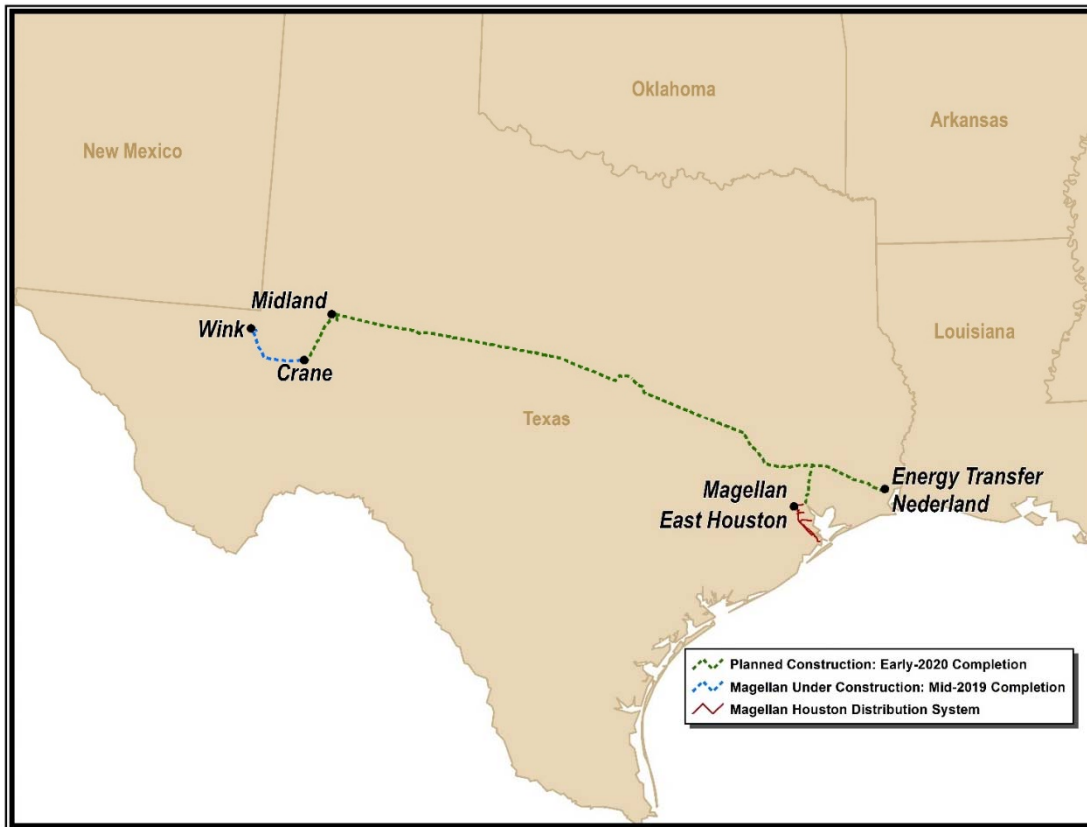 Oklahoma
Arkansas
New Mexico
Midland
Wink
Louisiana
Crane
Texas
Energy Transfer
Nederland
Magellan
East Houston
Planned Construction: Early-2020 Completion
Magellan Under Construction: Mid-2019 Completion
Magellan Houston Distribution System